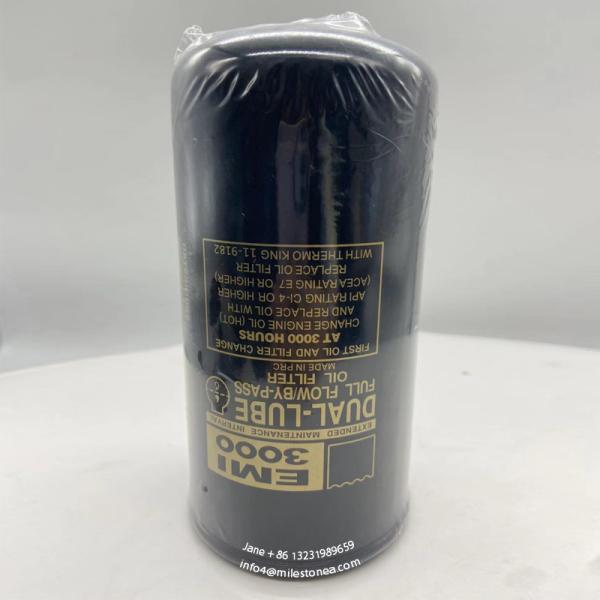 EMI
3000
EXTENDED MAINTENANCE INTERVAL
DUAL-LUBE
FULL FLOW/BY-PASS
OIL FILTER
MADE IN PRC
FIRST OIL AND FILTER CHANGE
AT 3000 HOURS
CHANGE ENGINE OIL (HOT)
AND REPLACE OIL WITH
API RATING CI-4 OR HIGHER
(ACEA RATING E7 OR HIGHER)
REPLACE OIL FILTER
WITH THERMO KING 11-9182
Jane + 86 13231989659
info4@milestonea.com